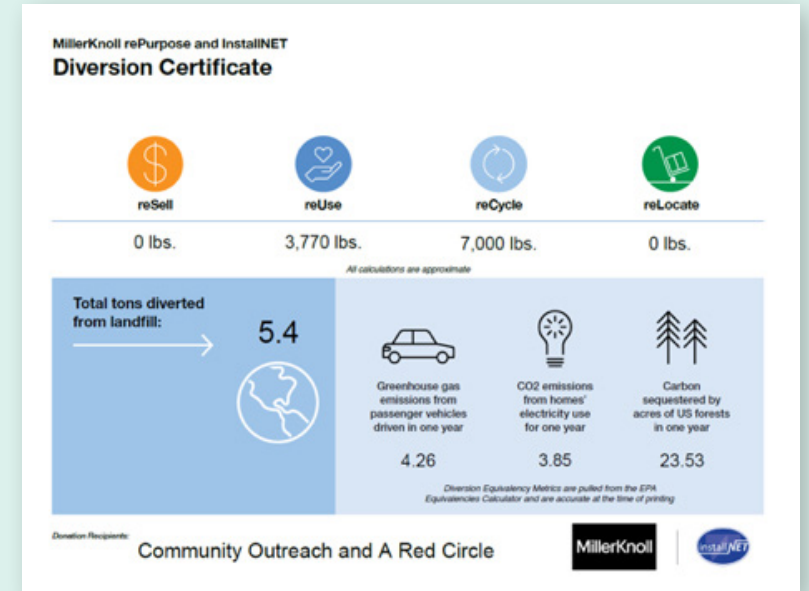 MillerKnoll rePurpose and InstallNET
Diversion Certificate
reSell
reUse
reCycle
reLocate
0 lbs.
3,770 lbs.
7,000 lbs.
0 lbs.
All calculations are approximate
Total tons diverted
from landfill:
5.4
Greenhouse gas
emissions from
passenger vehicles
driven in one year
4.26
CO2 emissions
from homes'
electricity use
for one year
3.85
Carbon
sequestered by
acres of US forests
in one year
23.53
Diversion Equivalency Metrics are pulled from the EPA
Equivalencies Calculator and are accurate at the time of printing
Donation Recipients:
Community Outreach and A Red Circle
MillerKnoll
installNET